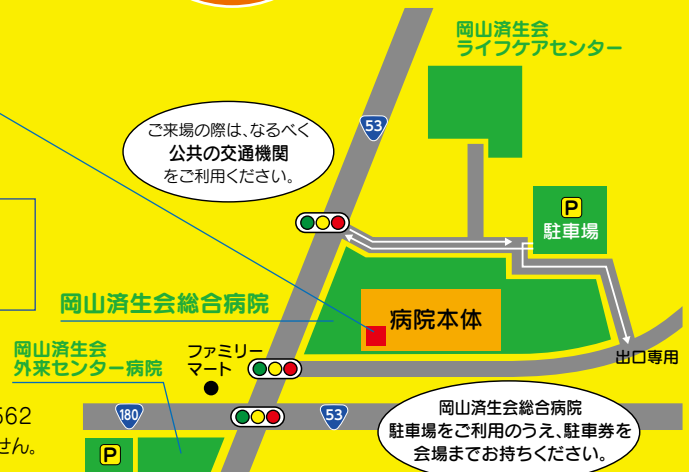 岡山済生会
ライフケアセンター
53
ご来場の際は、なるべく
公共の交通機関
をご利用ください。
P
駐車場
岡山済生会総合病院
病院本体
岡山済生会
外来センター病院
ファミリー
マート
出口専用
562
180
53
せん。
岡山済生会総合病院
駐車場をご利用のうえ、駐車券を
会場までお持ちください。
P